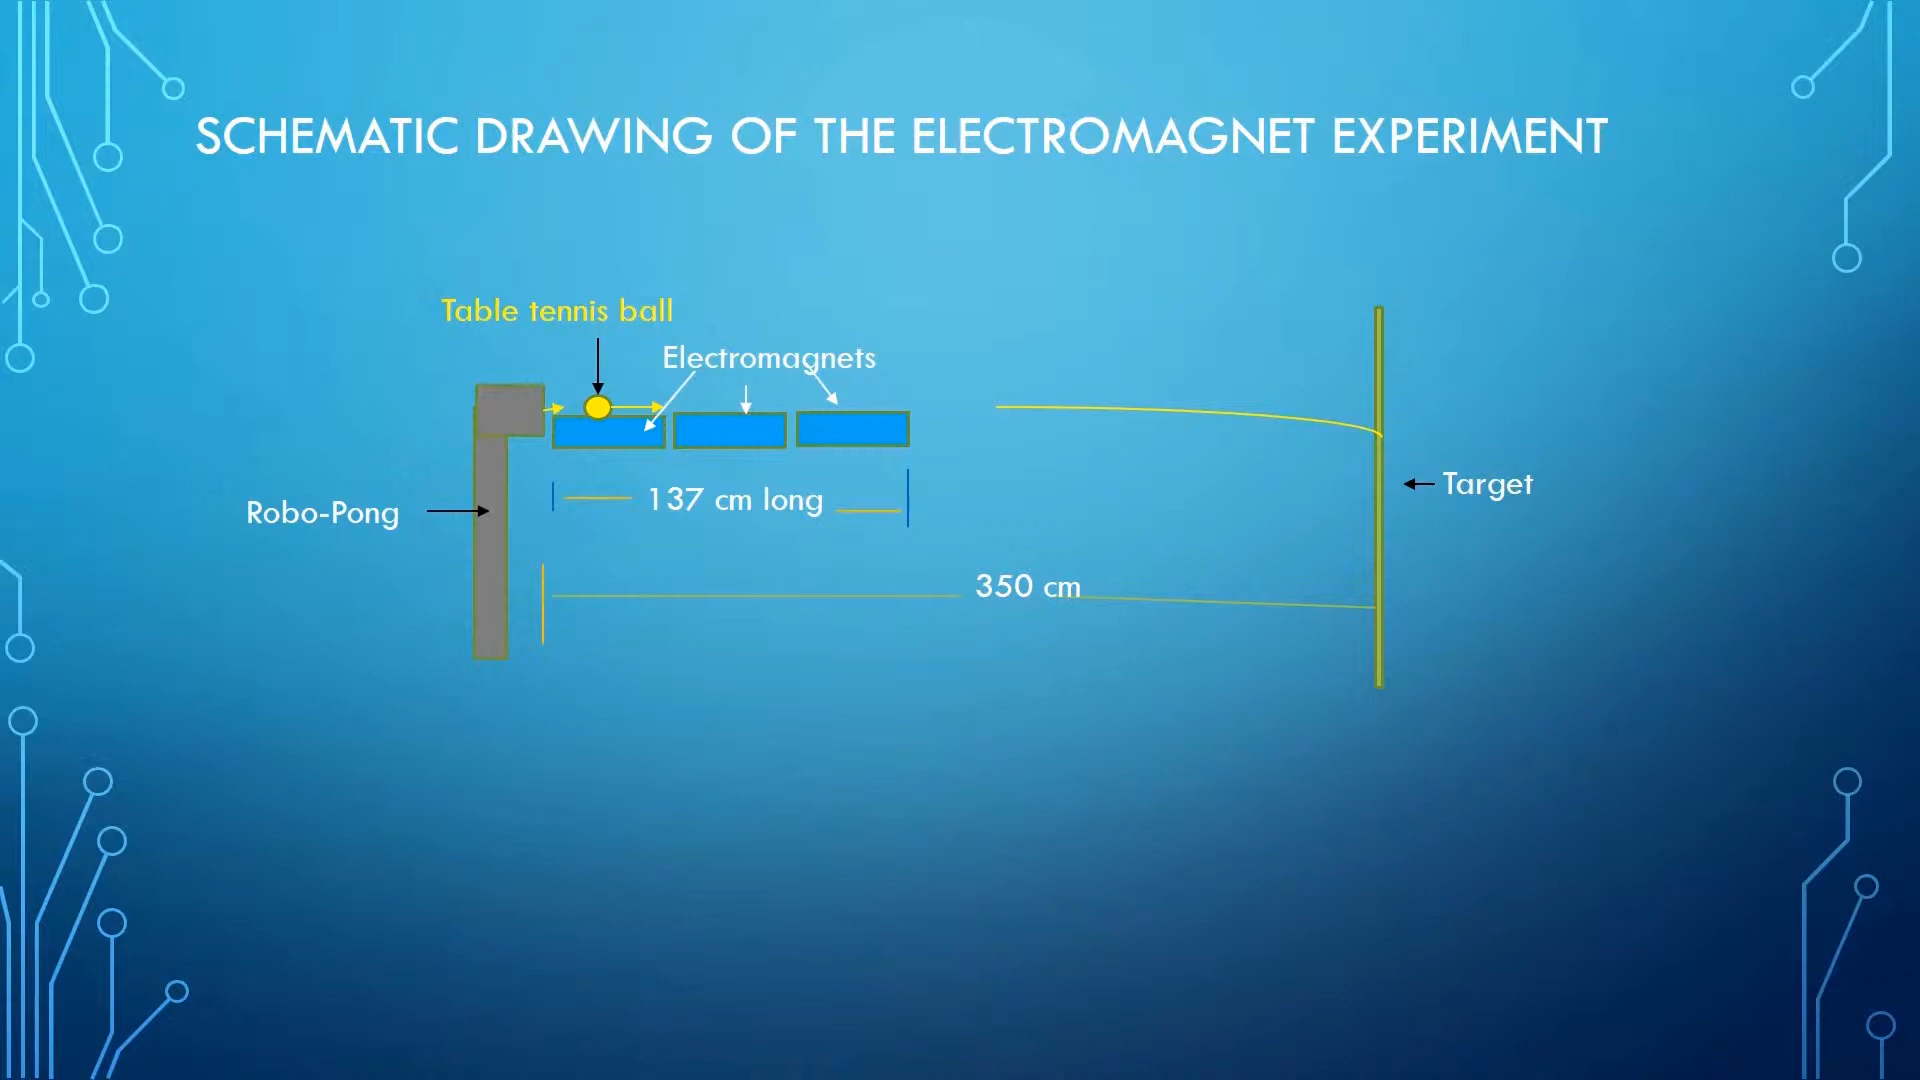 SCHEMATIC DRAWING OF THE ELECTROMAGNET EXPERIMENT
Table tennis ball
Electromagnets
137 cm long
Robo-Pong
Target
350 cm